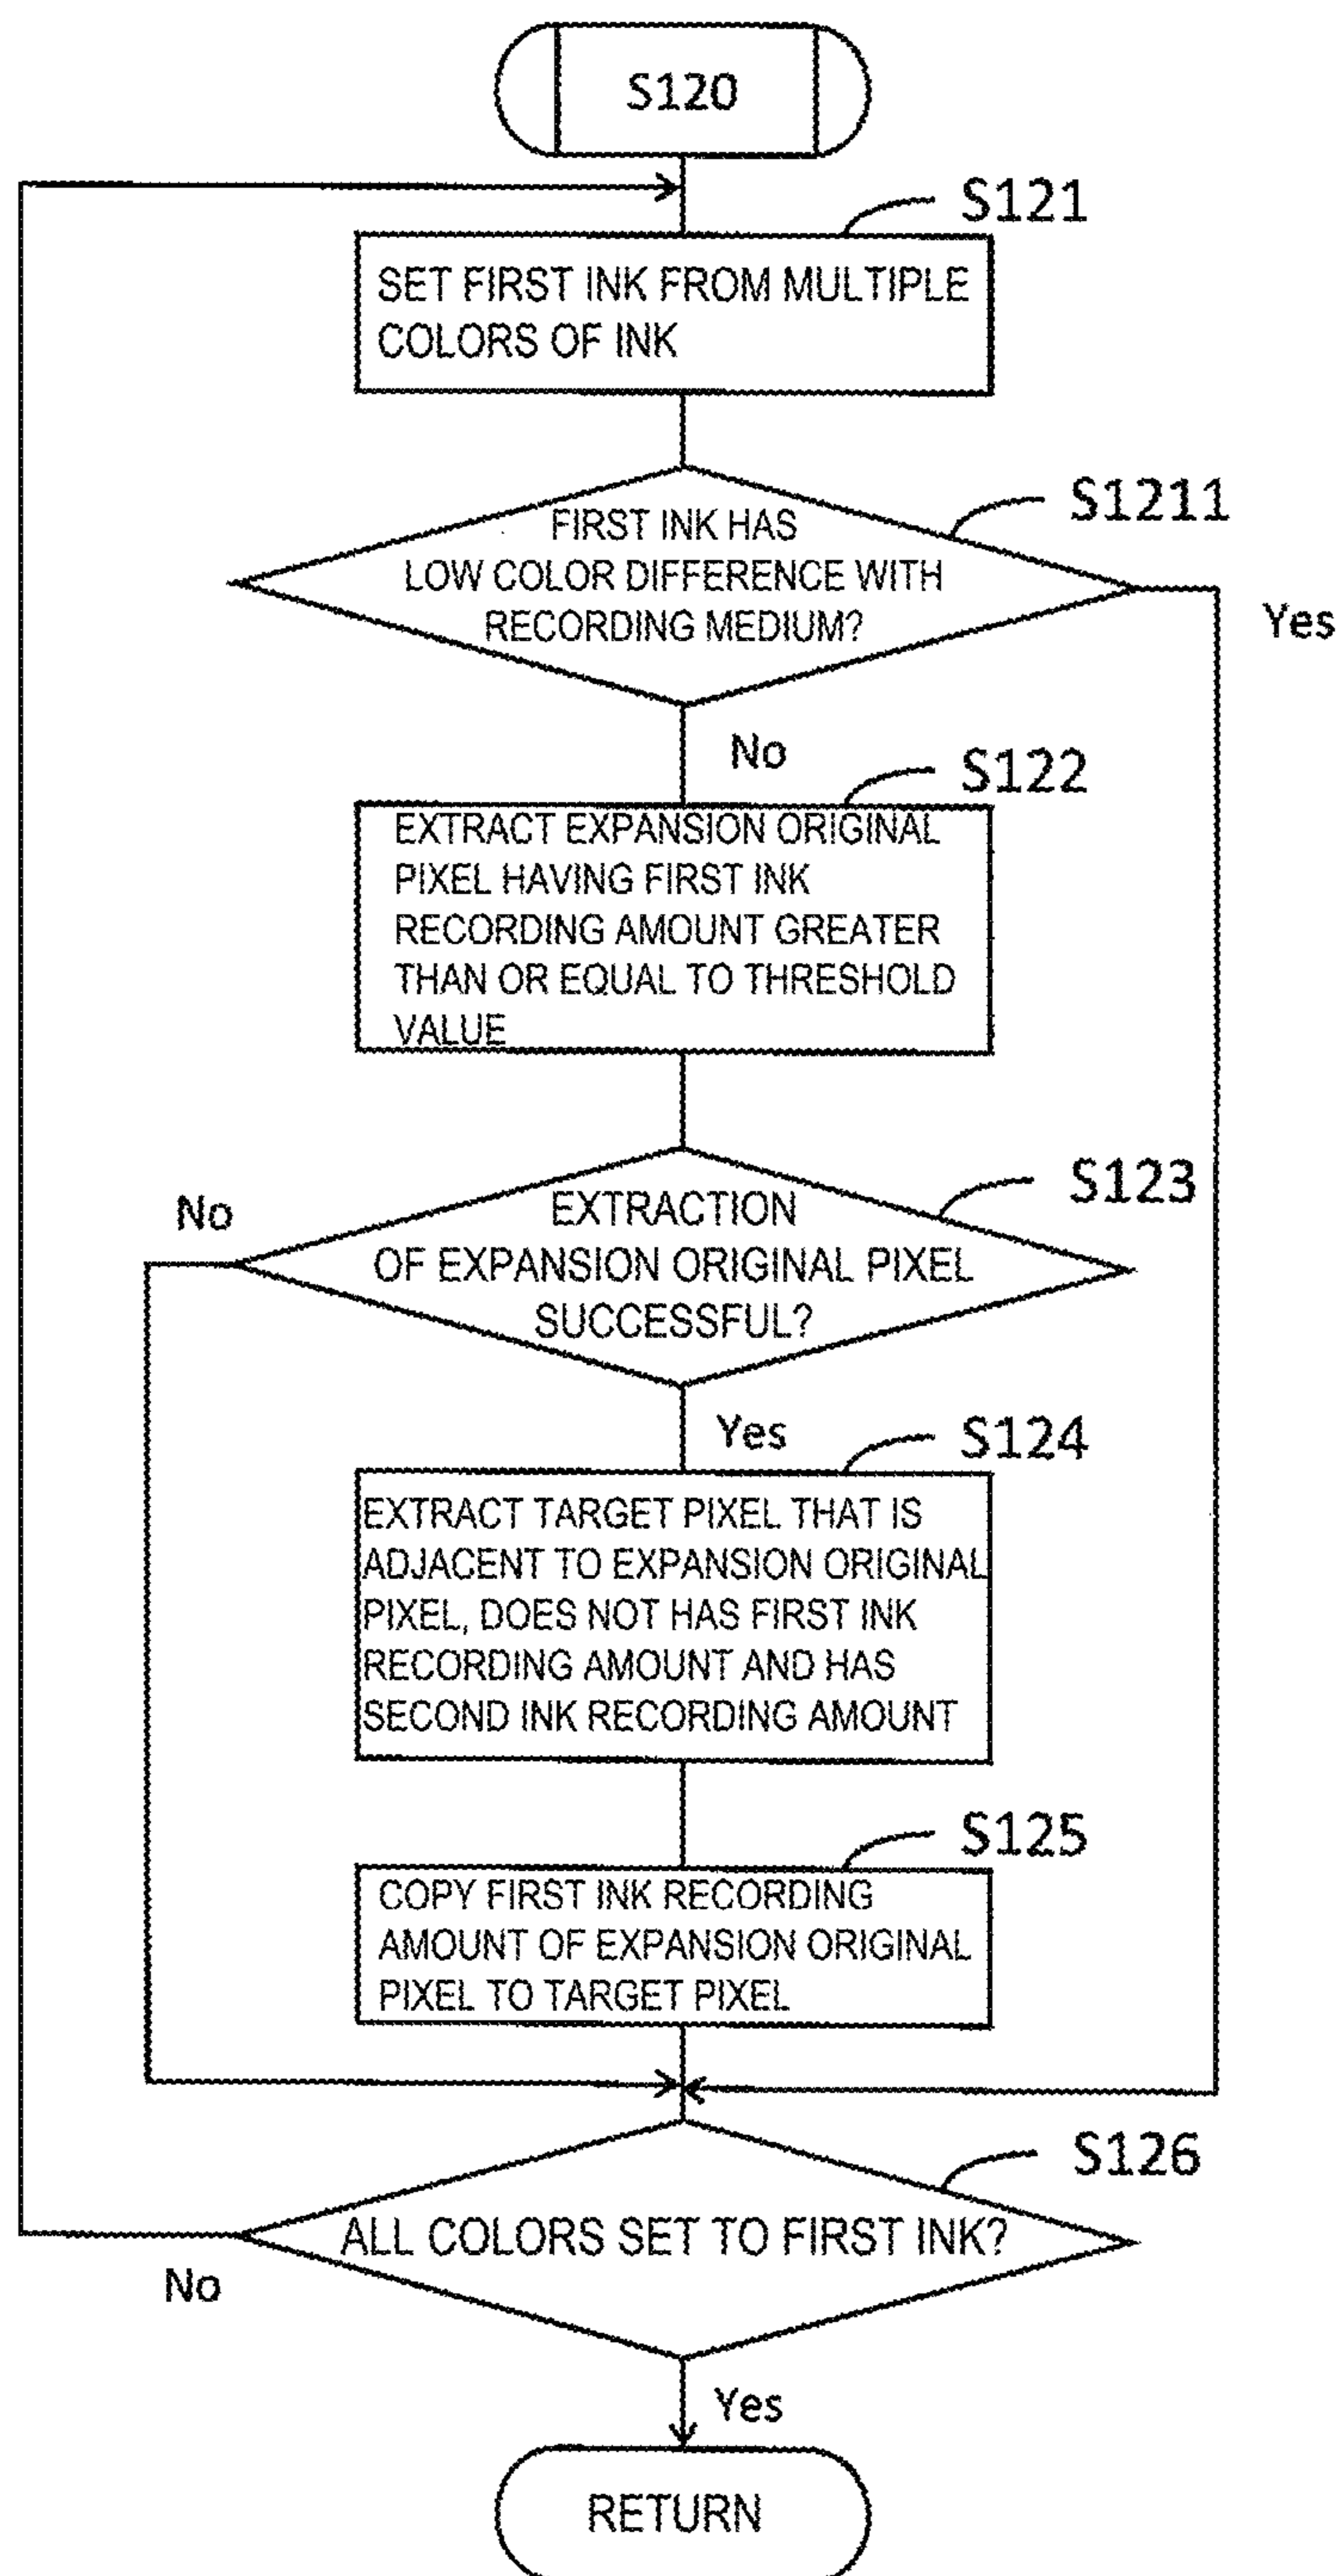 S120
S121
SET FIRST INK FROM MULTIPLE
COLORS OF INK
S1211
FIRST INK HAS
LOW COLOR DIFFERENCE WITH
RECORDING MEDIUM?
Yes
No
S122
EXTRACT EXPANSION ORIGINAL
PIXEL HAVING FIRST INK
RECORDING AMOUNT GREATER
THAN OR EQUAL TO THRESHOLD
VALUE
S123
No
EXTRACTION
OF EXPANSION ORIGINAL PIXEL
SUCCESSFUL?
Yes
S124
EXTRACT TARGET PIXEL THAT IS
ADJACENT TO EXPANSION ORIGINAL
PIXEL, DOES NOT HAS FIRST INK
RECORDING AMOUNT AND HAS
SECOND INK RECORDING AMOUNT
S125
COPY FIRST INK RECORDING
AMOUNT OF EXPANSION ORIGINAL
PIXEL TO TARGET PIXEL
S126
ALL COLORS SET TO FIRST INK?
No
Yes
RETURN